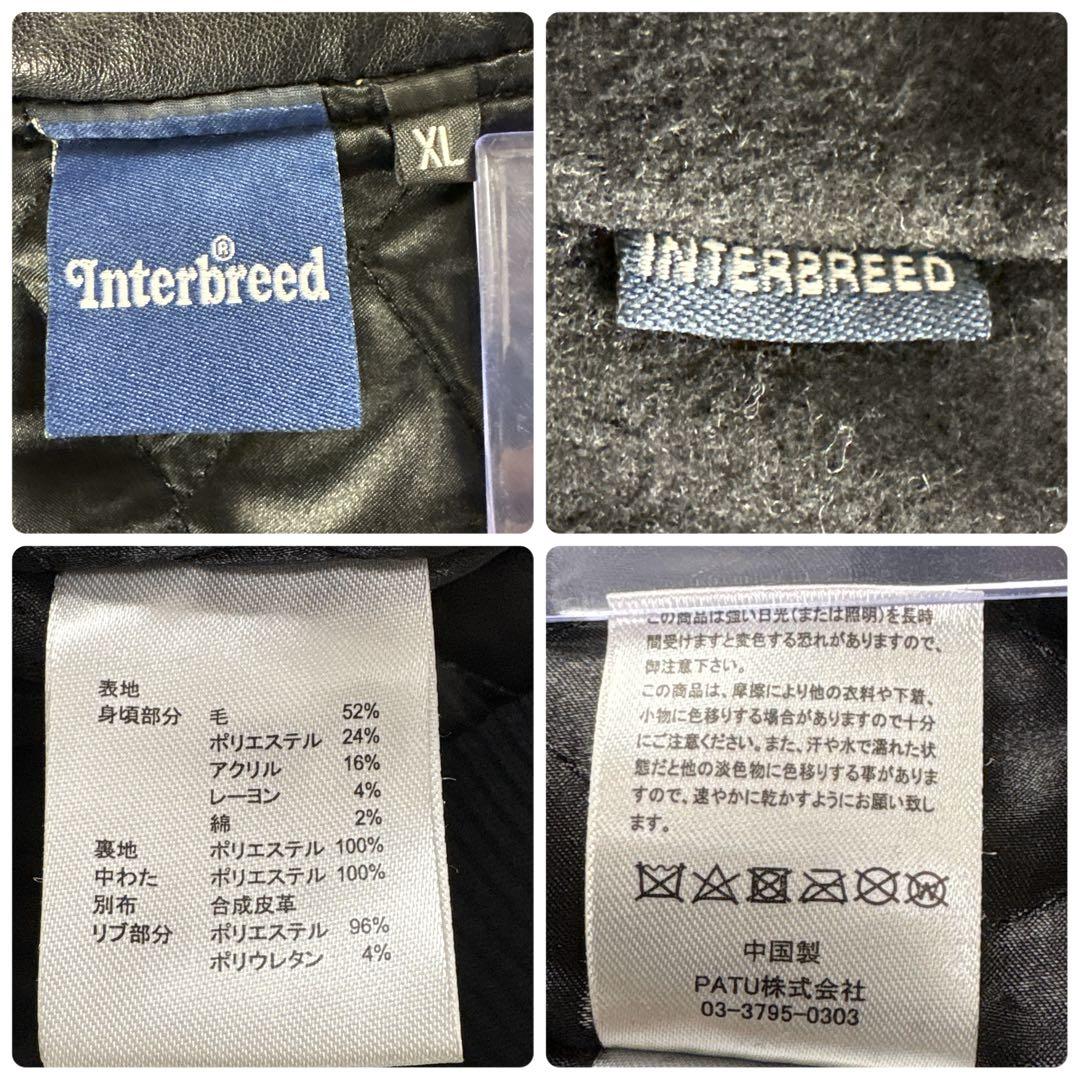 Interbreed®
XL
INTERBREED
表地
身頃部分 毛 52%
ポリエステル 24%
アクリル 16%
レーヨン 4%
綿 2%
裏地 ポリエステル 100%
中わた ポリエステル 100%
別布 合成皮革
リブ部分 ポリエステル 96%
ポリウレタン 4%
この商品は強い日光(または照明)を長時
間受けますと変色する恐れがありますので、
御注意下さい。
この商品は、摩擦により他の衣料や下着、
小物に色移りする場合がありますので十分
にご注意ください。また、汗や水で濡れた状
態だと他の淡色物に色移りする事がありま
すので、速やかに乾かすようにお願い致し
ます。
W
中国製
PATU株式会社
03-3795-0303